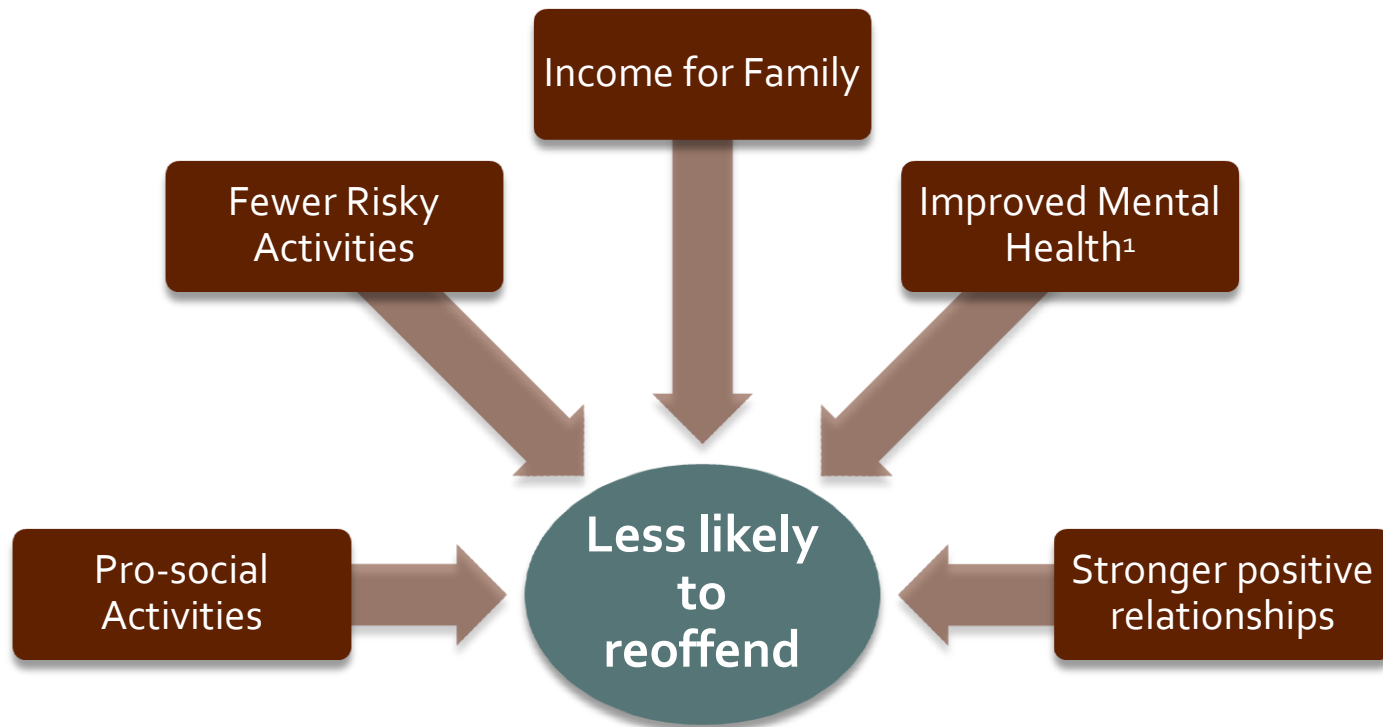 Income for Family
Fewer Risky
Activities
Improved Mental
Health¹
Less likely
to
reoffend
Pro-social
Activities
Stronger positive
relationships